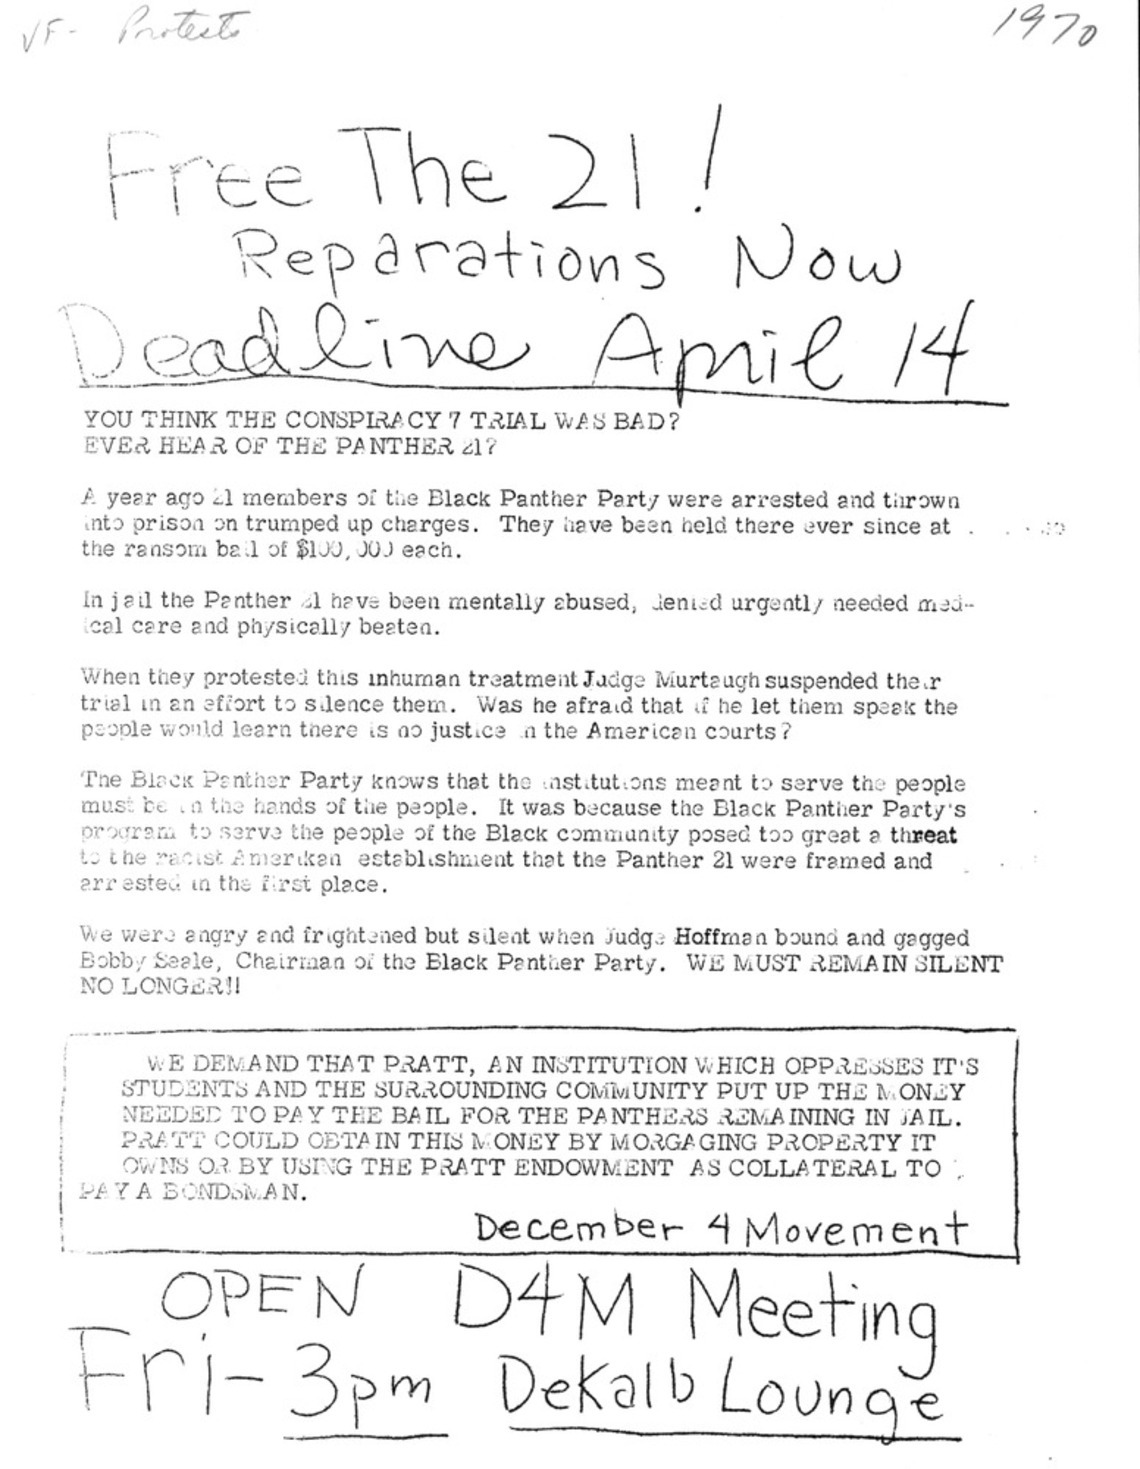 VF- Protests
1970
Free The 21!
Reparations Now
Deadline April 14
YOU THINK THE CONSPIRACY 7 TRIAL WAS BAD?
EVER HEAR OF THE PANTHER 21?
A year ago 21 members of the Black Panther Party were arrested and thrown
into prison on trumped up charges. They have been held there ever since at
the ransom bail of $100,000 each.
In jail the Panther 21 have been mentally abused, denied urgently needed med-
ical care and physically beaten.
When they protested this inhuman treatment Judge Murtaugh suspended their
trial in an effort to silence them. Was he afraid that if he let them speak the
people would learn there is no justice in the American courts?
The Black Panther Party knows that the institutions meant to serve the people
must be in the hands of the people. It was because the Black Panther Party's
program to serve the people of the Black community posed too great a threat
to the racist Amerikan establishment that the Panther 21 were framed and
arrested in the first place.
We were angry and frightened but silent when Judge Hoffman bound and gagged
Bobby Seale, Chairman of the Black Panther Party. WE MUST REMAIN SILENT
NO LONGER!!
WE DEMAND THAT PRATT, AN INSTITUTION WHICH OPPRESSES IT'S
STUDENTS AND THE SURROUNDING COMMUNITY PUT UP THE MONEY
NEEDED TO PAY THE BAIL FOR THE PANTHERS REMAINING IN JAIL.
PRATT COULD OBTAIN THIS MONEY BY MORGAGING PROPERTY IT
OWNS OR BY USING THE PRATT ENDOWMENT AS COLLATERAL TO
PAY A BONDSMAN.
December 4 Movement
OPEN D4M Meeting
Fri- 3pm DeKalb Lounge